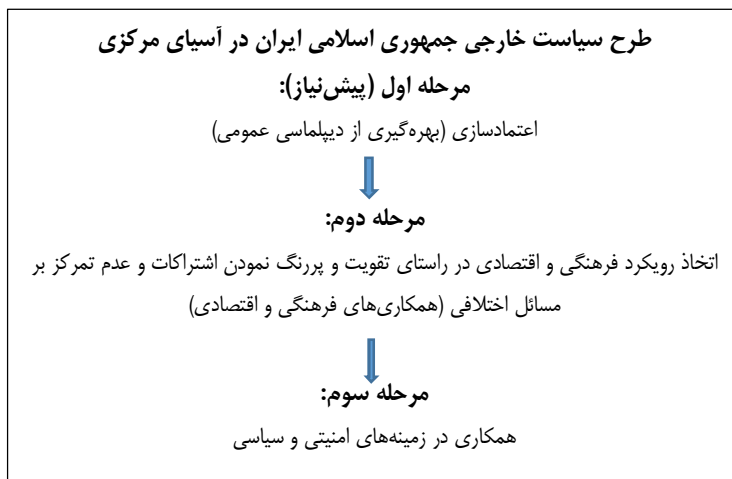 طرح سیاست خارجی جمهوری اسلامی ایران در آسیای مرکزی
مرحله اول (پیش‌نیاز):
اعتمادسازی (بهره‌گیری از دیپلماسی عمومی)
مرحله دوم:
اتخاذ رویکرد فرهنگی و اقتصادی در راستای تقویت و پررنگ نمودن اشتراکات و عدم تمرکز بر
مسائل اختلافی (همکاری‌های فرهنگی و اقتصادی)
مرحله سوم:
همکاری در زمینه‌های امنیتی و سیاسی